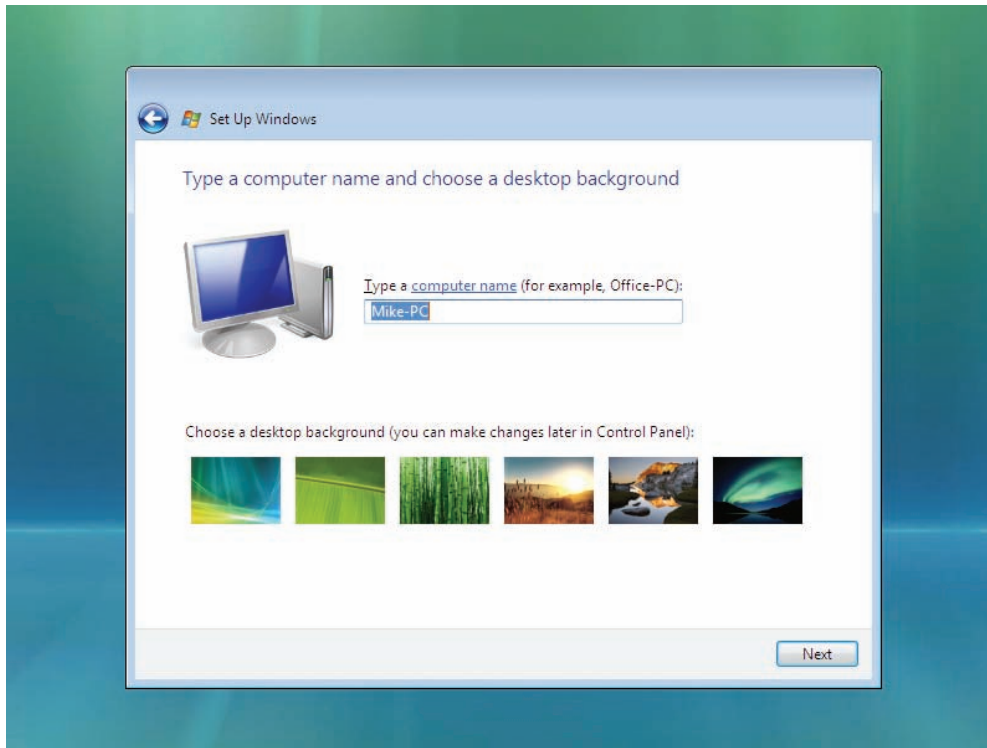 Set Up Windows
Type a computer name and choose a desktop background
Type a computer name (for example, Office-PC):
Mike-PC
Choose a desktop background (you can make changes later in Control Panel):
Next